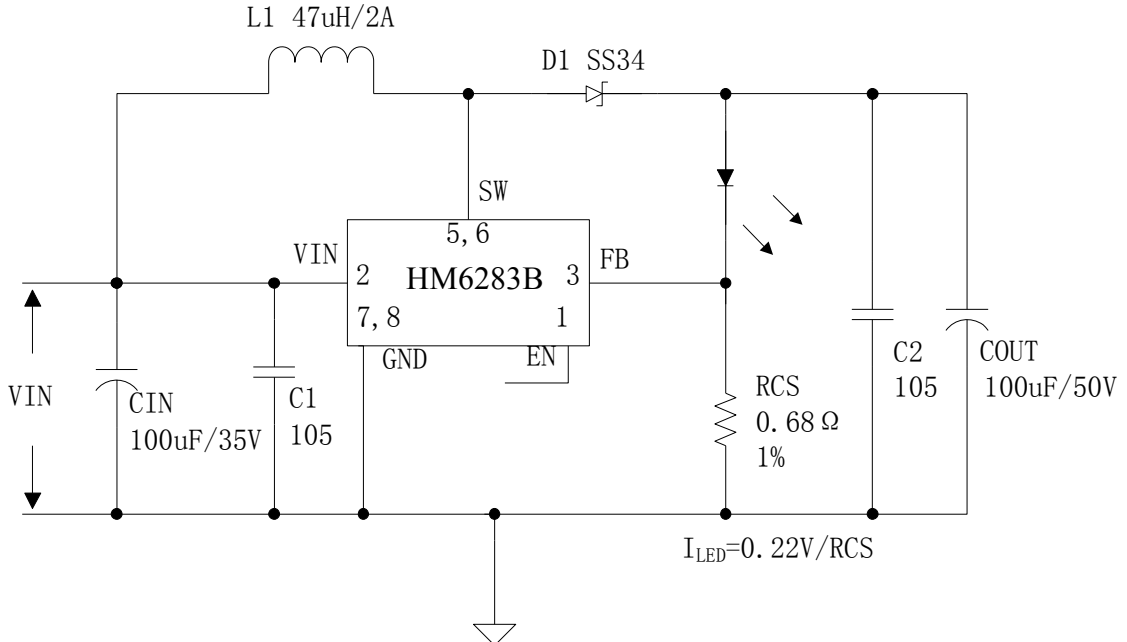 L1 47uH/2A
D1 SS34
SW
5,6
VIN
2
HM6283B
3
FB
7,8
1
GND
EN
VIN
CIN
100uF/35V
C1
105
RCS
0.68Ω
1%
C2
105
COUT
100uF/50V
ILED=0.22V/RCS